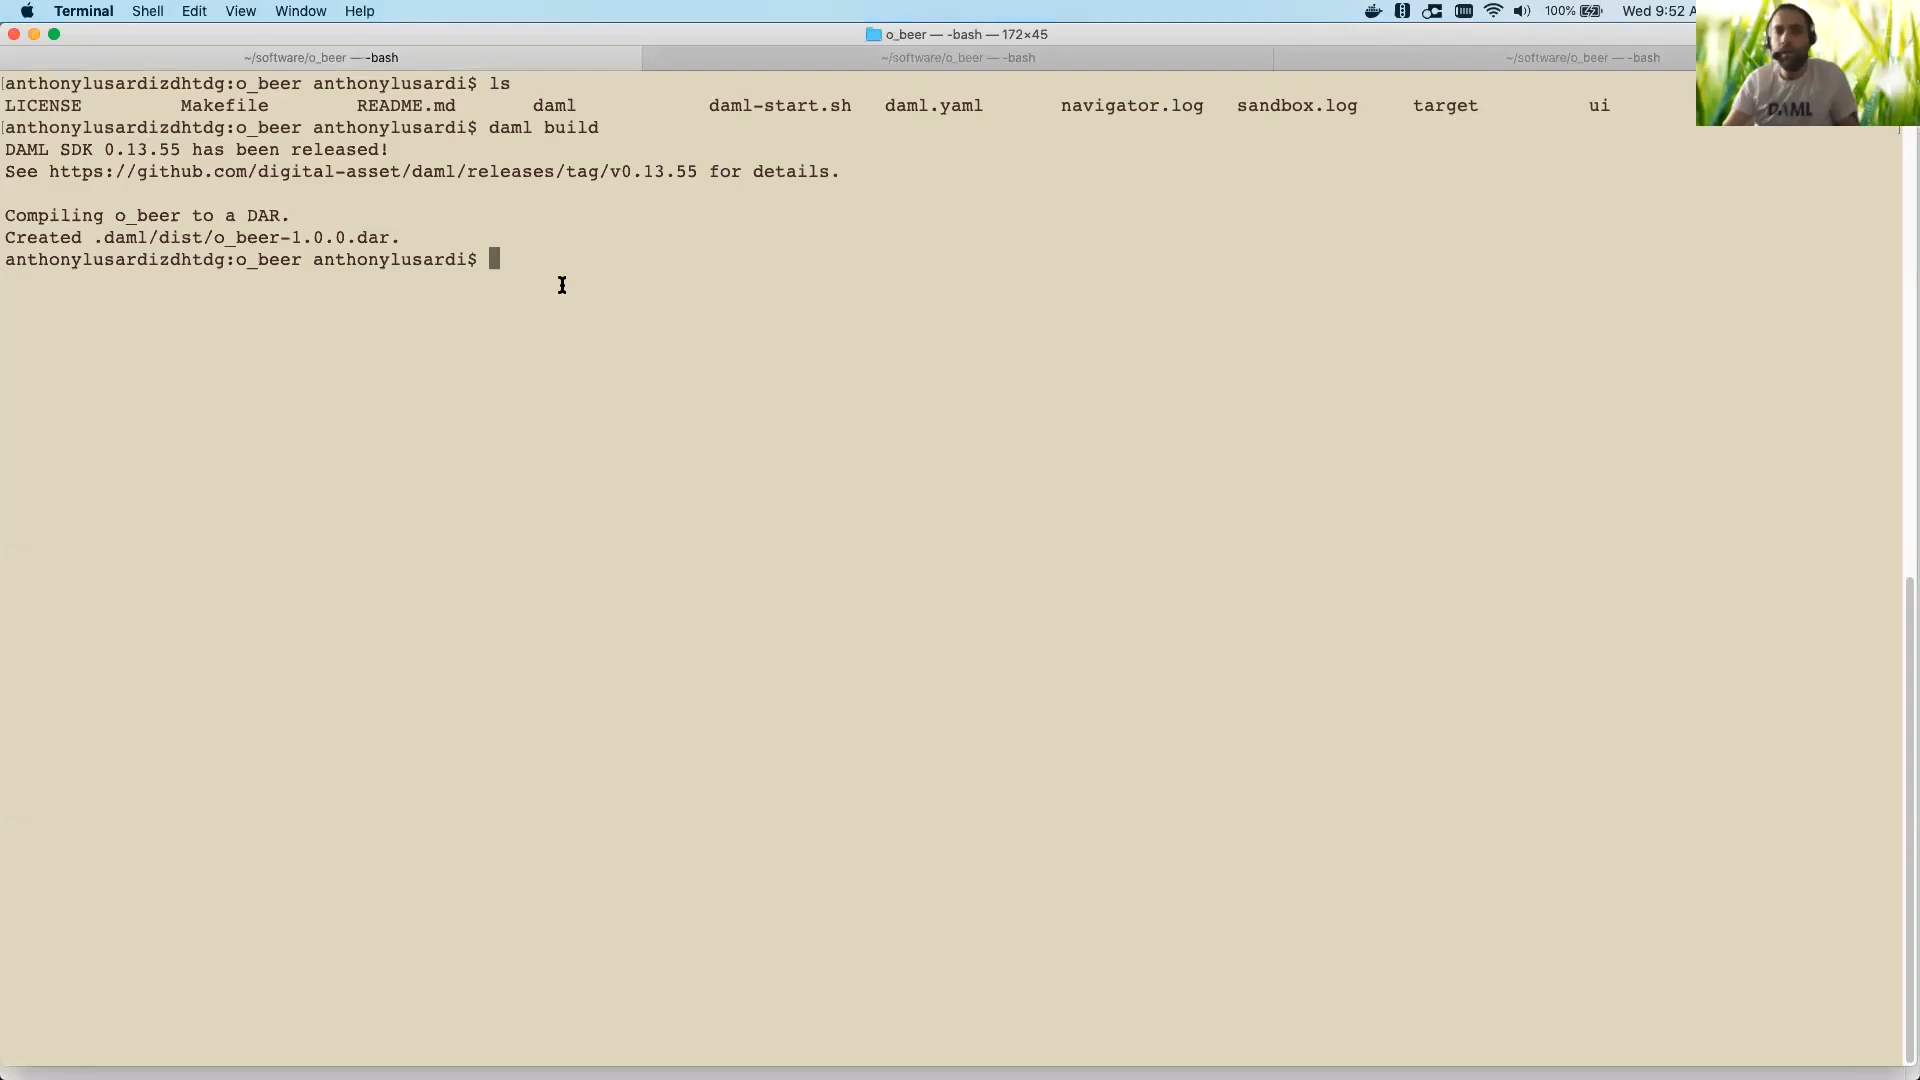 Terminal Shell Edit View Window Help 100% Wed 9:52 A
o_beer — -bash — 172×45
~/software/o_beer — -bash ~/software/o_beer — -bash ~/software/o_beer — -bash
[anthonylusardizdhtdg:o_beer anthonylusardi$ ls
LICENSE Makefile README.md daml daml-start.sh daml.yaml navigator.log sandbox.log target ui
[anthonylusardizdhtdg:o_beer anthonylusardi$ daml build ]
DAML SDK 0.13.55 has been released!
See https://github.com/digital-asset/daml/releases/tag/v0.13.55 for details.
Compiling o_beer to a DAR.
Created .daml/dist/o_beer-1.0.0.dar.
anthonylusardizdhtdg:o_beer anthonylusardi$
DAML